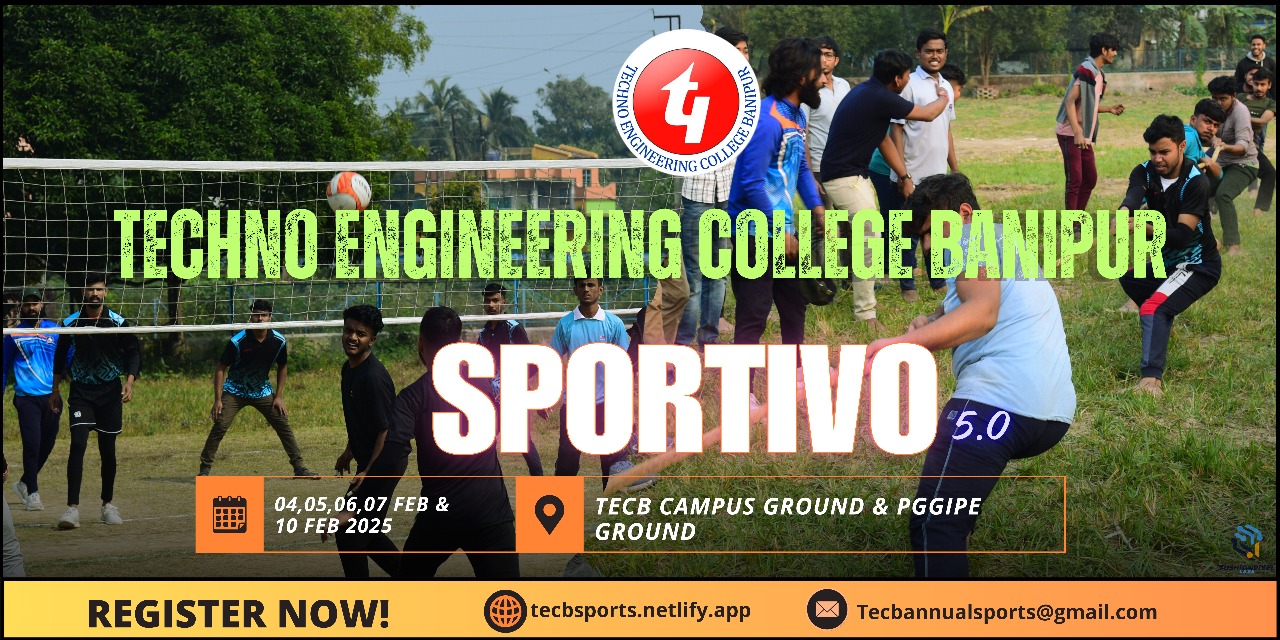 TECHNO ENGINEERING COLLEGE BANIPUR
TECHNO ENGINEERING COLLEGE BANIPUR
SPORTIVO
5.0
04,05,06,07 FEB &
10 FEB 2025
TECB CAMPUS GROUND & PGGIPE
GROUND
REGISTER NOW!
tecbsports.netlify.app
Tecbannualsports@gmail.com